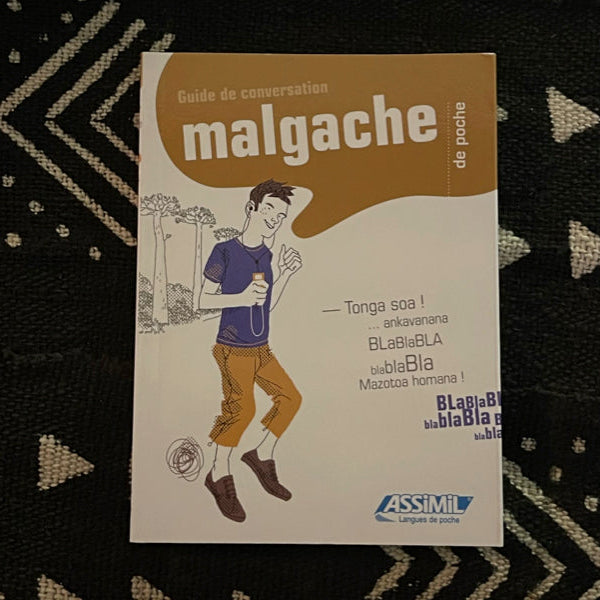 Guide de conversation
malgache
de poche
— Tonga soa !
... ankavanana
BLaBlaBLA
blablaBla
Mazotoa homana !
BLaBlaBl
blablaBla B
blabla
ASSiMiL
Langues de poche